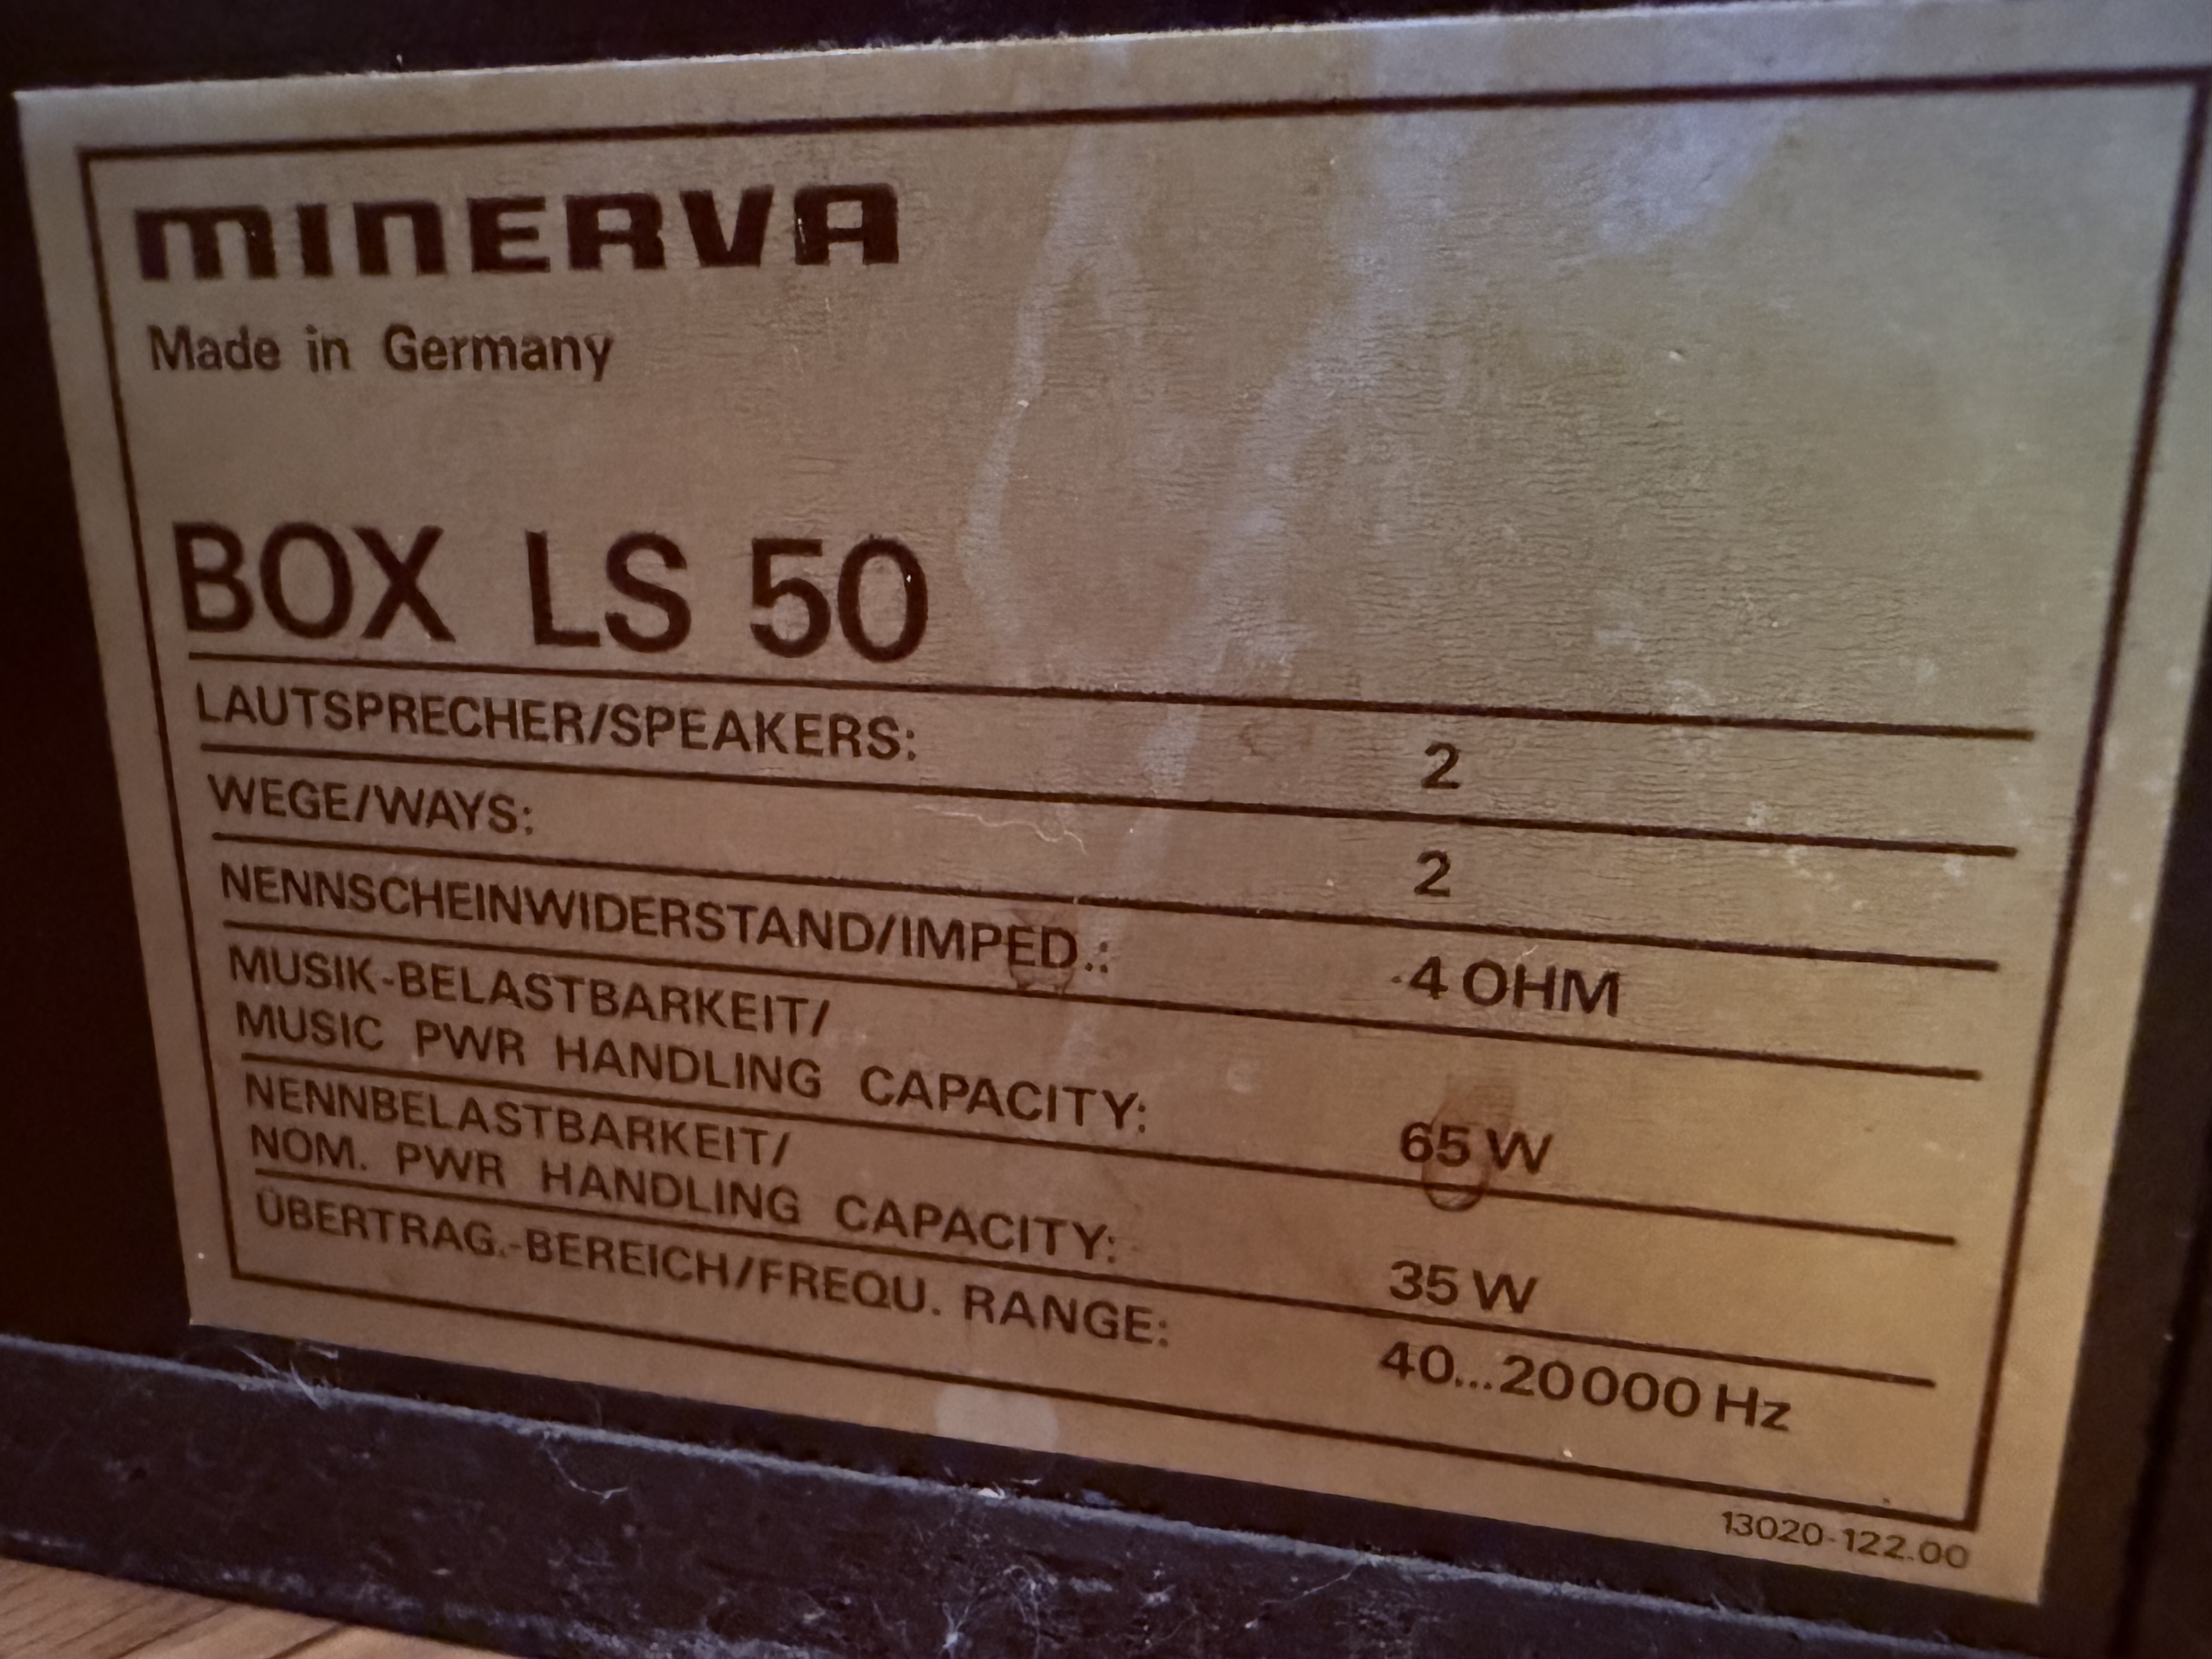 MINERVA
Made in Germany
BOX LS 50
LAUTSPRECHER/SPEAKERS: 2
WEGE/WAYS: 2
NENNSCHEINWIDERSTAND/IMPED.: 4 OHM
MUSIK-BELASTBARKEIT/
MUSIC PWR HANDLING CAPACITY: 65 W
NENNBELASTBARKEIT/
NOM. PWR HANDLING CAPACITY: 35 W
ÜBERTRAG.-BEREICH/FREQU. RANGE: 40...20000 Hz
13020-122.00